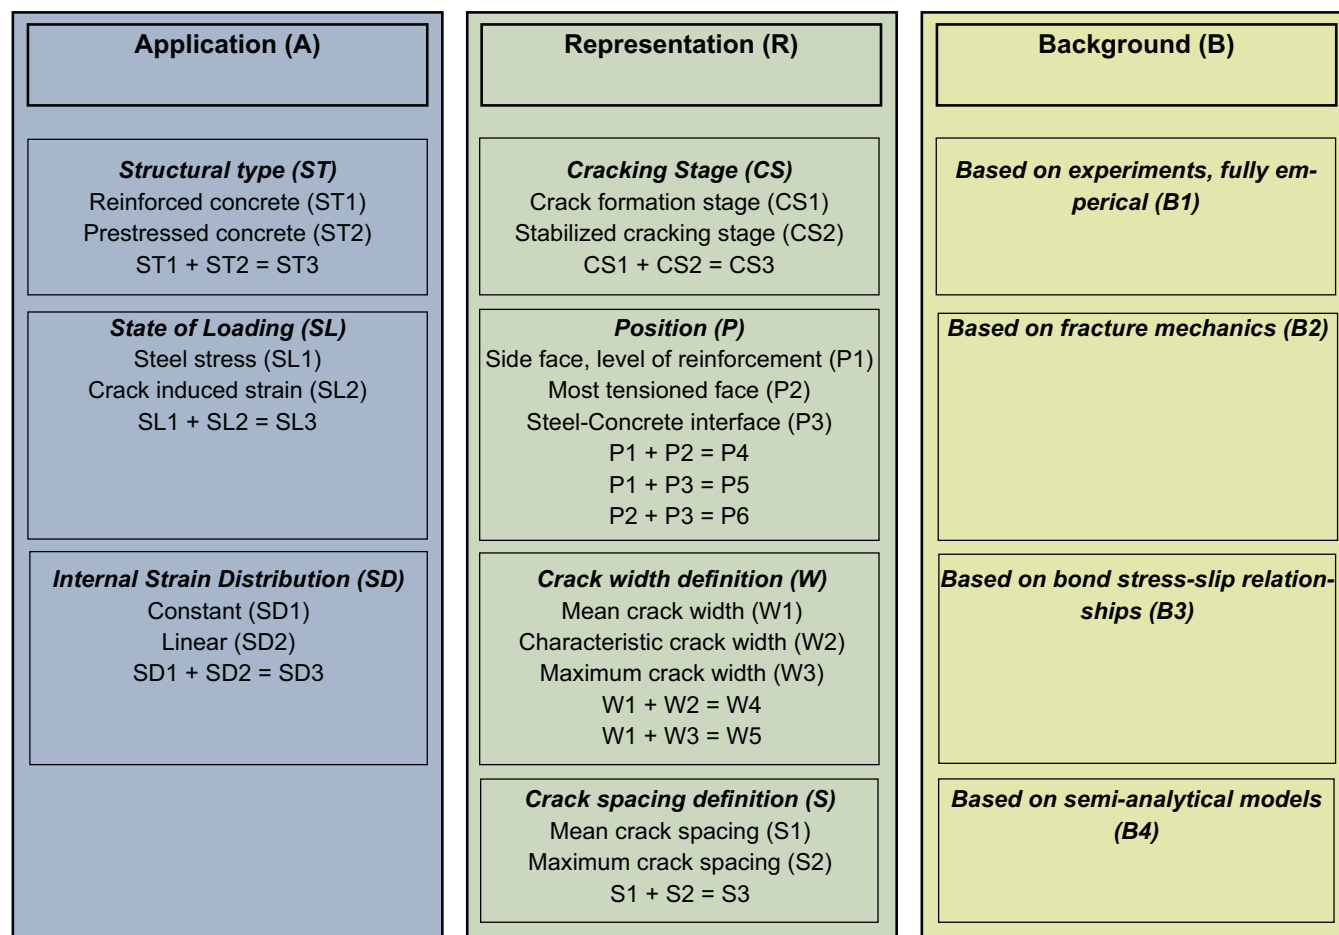 Application (A)
Structural type (ST)
Reinforced concrete (ST1)
Prestressed concrete (ST2)
ST1 + ST2 = ST3
State of Loading (SL)
Steel stress (SL1)
Crack induced strain (SL2)
SL1 + SL2 = SL3
Internal Strain Distribution (SD)
Constant (SD1)
Linear (SD2)
SD1 + SD2 = SD3
Representation (R)
Cracking Stage (CS)
Crack formation stage (CS1)
Stabilized cracking stage (CS2)
CS1 + CS2 = CS3
Position (P)
Side face, level of reinforcement (P1)
Most tensioned face (P2)
Steel-Concrete interface (P3)
P1 + P2 = P4
P1 + P3 = P5
P2 + P3 = P6
Crack width definition (W)
Mean crack width (W1)
Characteristic crack width (W2)
Maximum crack width (W3)
W1 + W2 = W4
W1 + W3 = W5
Crack spacing definition (S)
Mean crack spacing (S1)
Maximum crack spacing (S2)
S1 + S2 = S3
Background (B)
Based on experiments, fully em-
perical (B1)
Based on fracture mechanics (B2)
Based on bond stress-slip relation-
ships (B3)
Based on semi-analytical models
(B4)